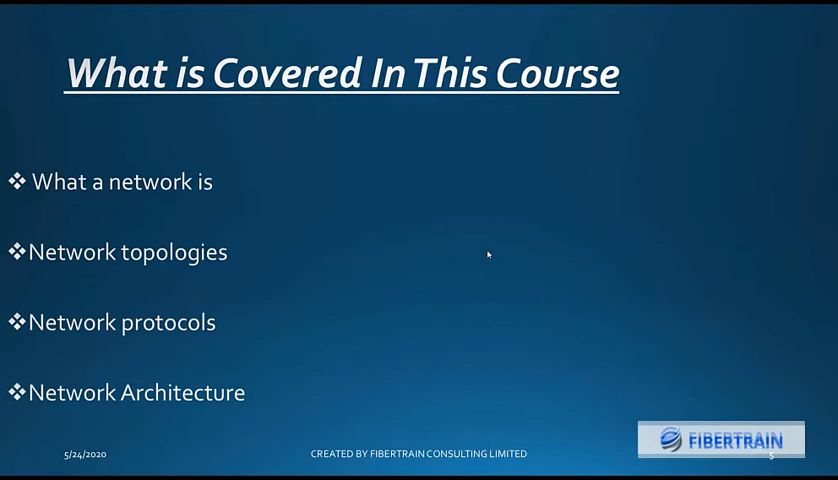 What is Covered In This Course
What a network is
Network topologies
Network protocols
Network Architecture
FIBERTRAIN
5/24/2020
CREATED BY FIBERTRAIN CONSULTING LIMITED
5